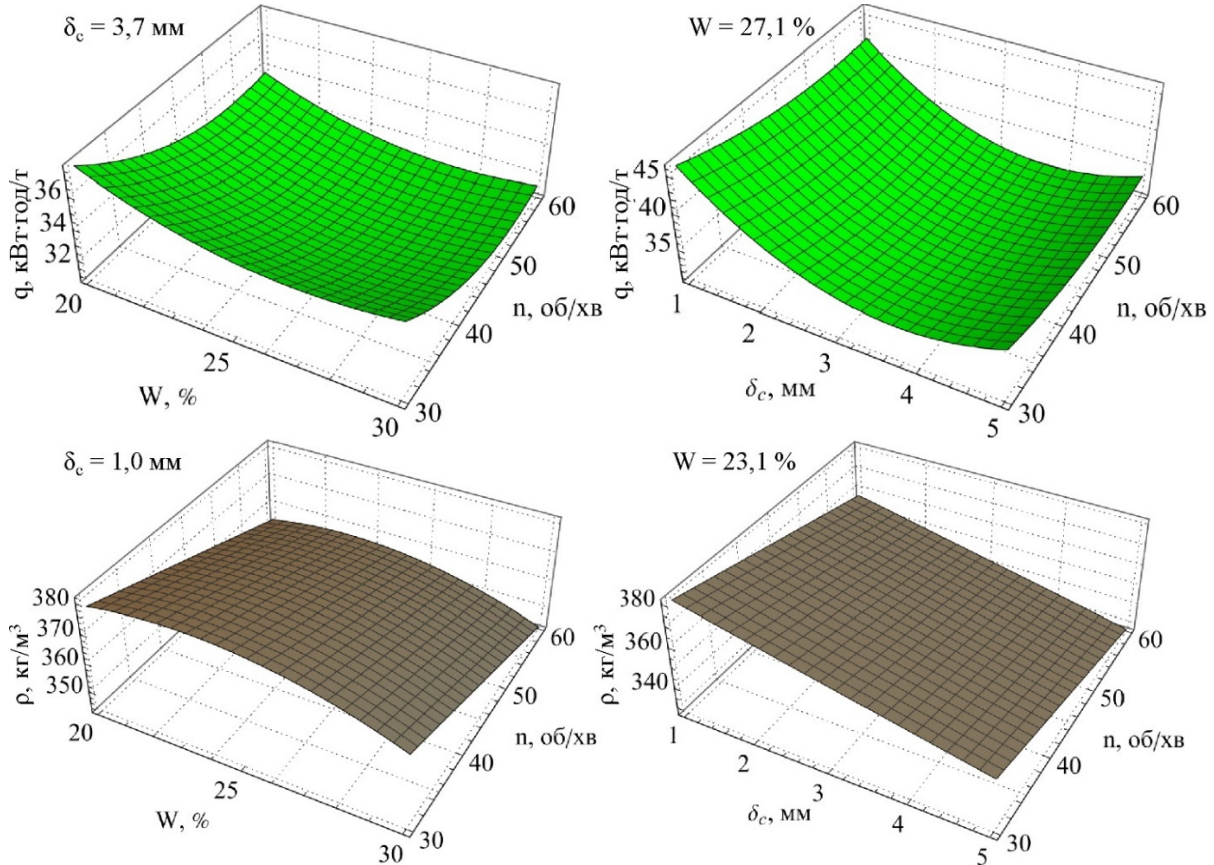 δc = 3,7 мм
q, кВт·год/т
36
34
32
20
25
30
W, %
30
40
50
60
n, об/хв
W = 27,1 %
q, кВт·год/т
45
40
35
1
2
3
4
5
δc, мм
30
40
50
60
n, об/хв
δc = 1,0 мм
ρ, кг/м³
380
370
360
350
20
25
30
W, %
30
40
50
60
n, об/хв
W = 23,1 %
ρ, кг/м³
380
360
340
1
2
3
4
5
δc, мм
30
40
50
60
n, об/хв